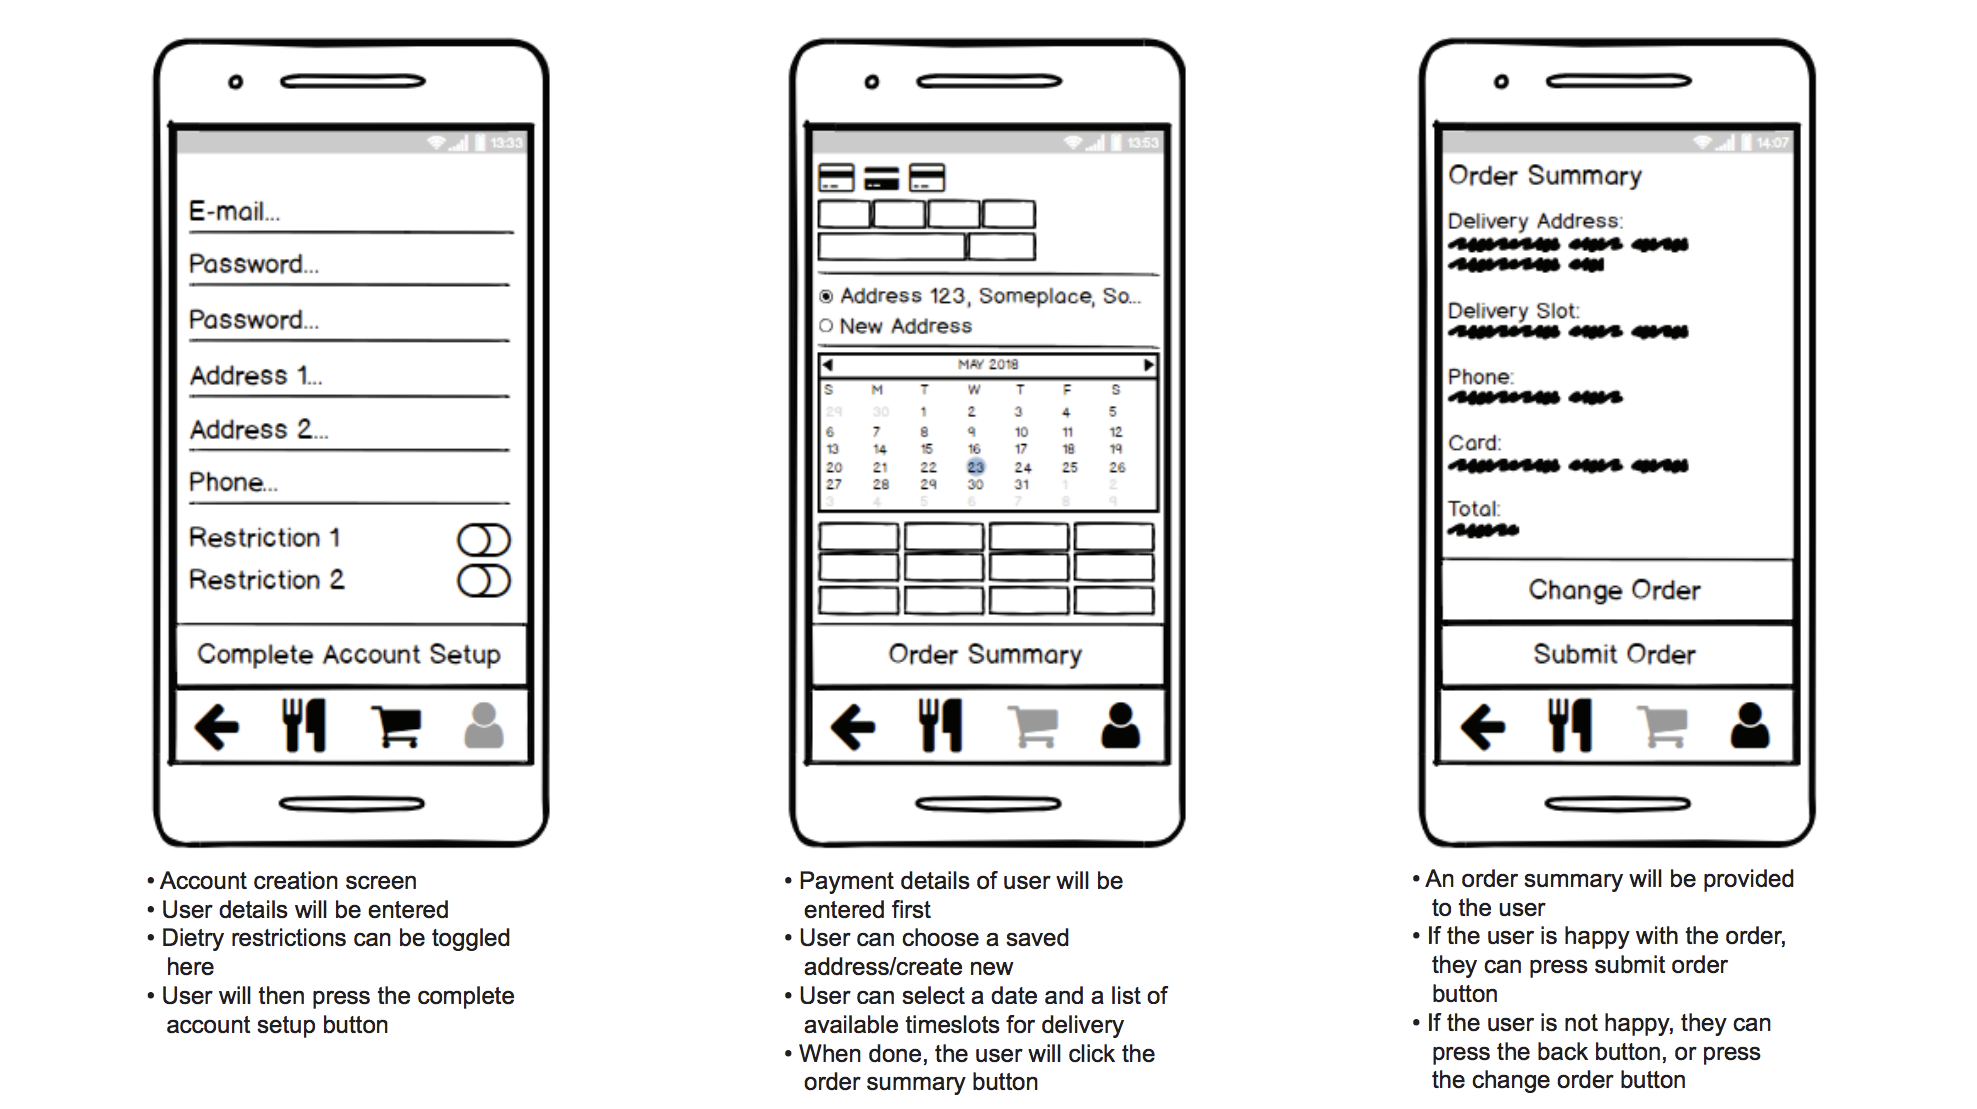 13:33
E-mail...
Password...
Password...
Address 1...
Address 2...
Phone...
Restriction 1
Restriction 2
Complete Account Setup
• Account creation screen
• User details will be entered
• Dietry restrictions can be toggled
here
• User will then press the complete
account setup button
13:53
Address 123, Someplace, So...
New Address
MAY 2018
S M T W T F S
29 30 1 2 3 4 5
6 7 8 9 10 11 12
13 14 15 16 17 18 19
20 21 22 23 24 25 26
27 28 29 30 31 1 2
3 4 5 6 7 8 9
Order Summary
• Payment details of user will be
entered first
• User can choose a saved
address/create new
• User can select a date and a list of
available timeslots for delivery
• When done, the user will click the
order summary button
14:07
Order Summary
Delivery Address:
Delivery Slot:
Phone:
Card:
Total:
Change Order
Submit Order
• An order summary will be provided
to the user
• If the user is happy with the order,
they can press submit order
button
• If the user is not happy, they can
press the back button, or press
the change order button